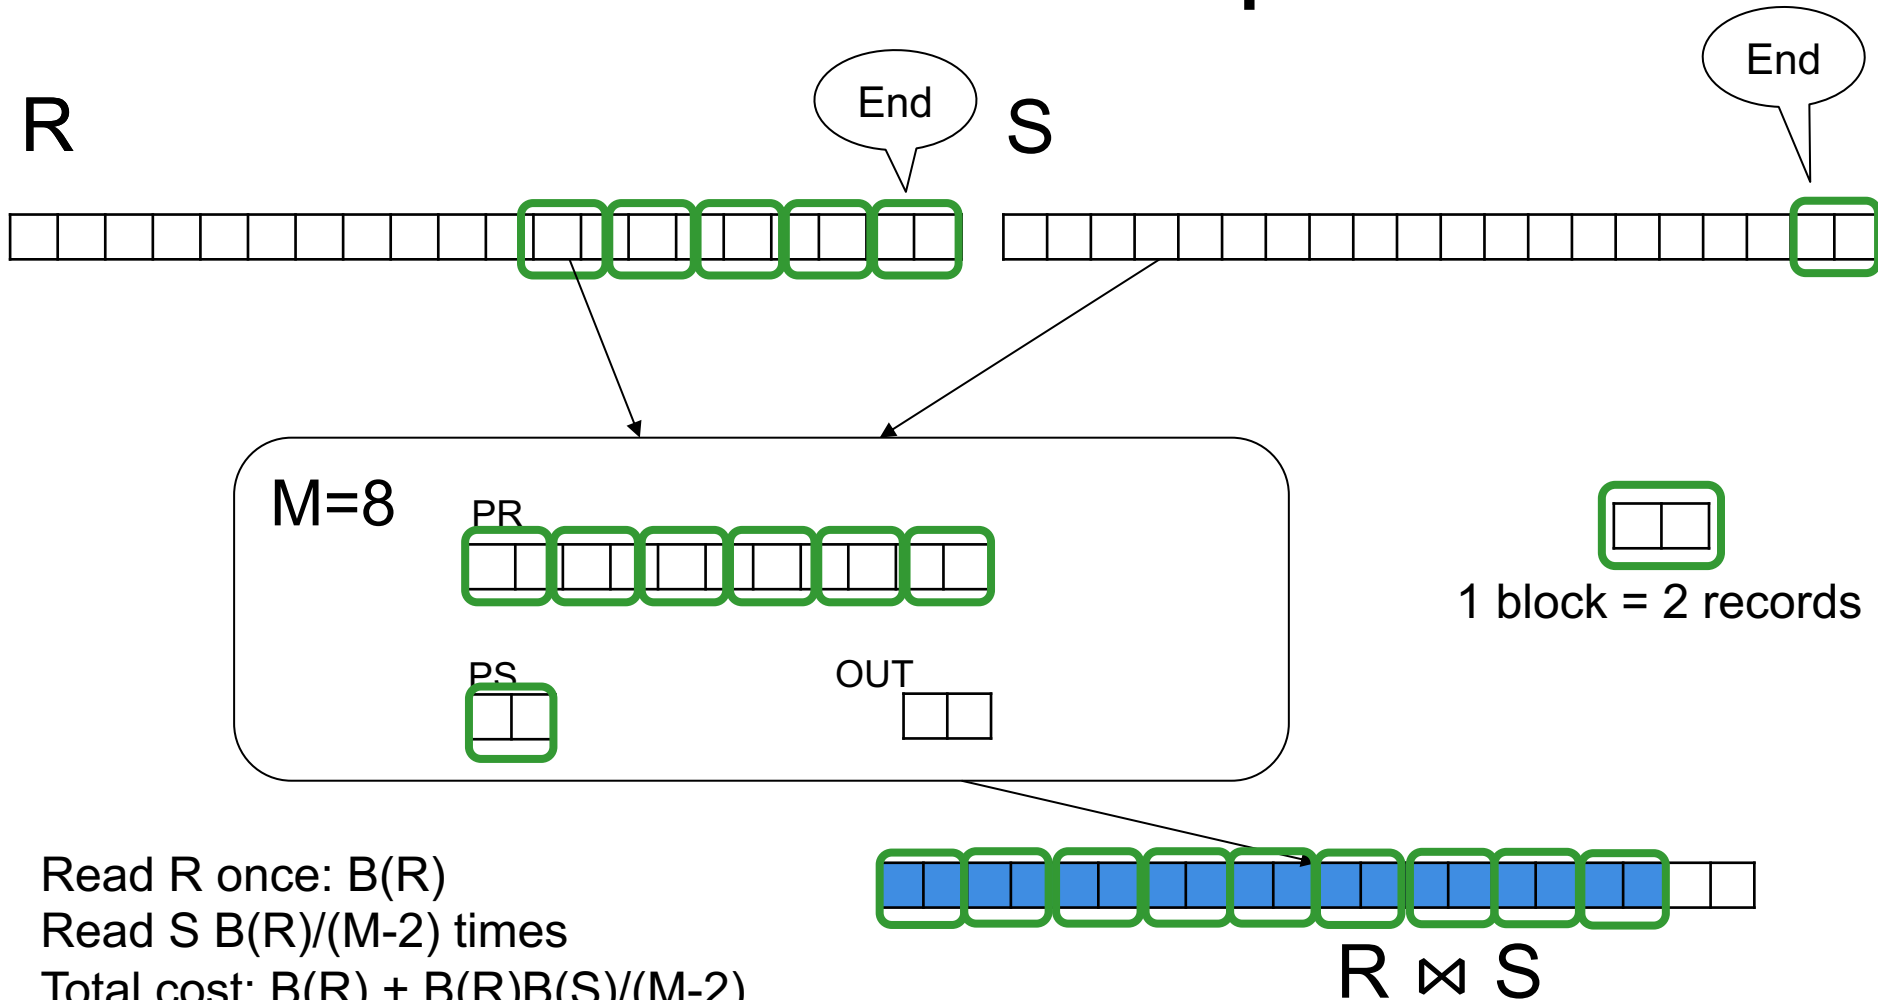 End
End
R
S
M=8
PR
PS
OUT
1 block = 2 records
Read R once: B(R)
Read S B(R)/(M-2) times
Total cost: B(R) + B(R)B(S)/(M-2)
R ⋈ S